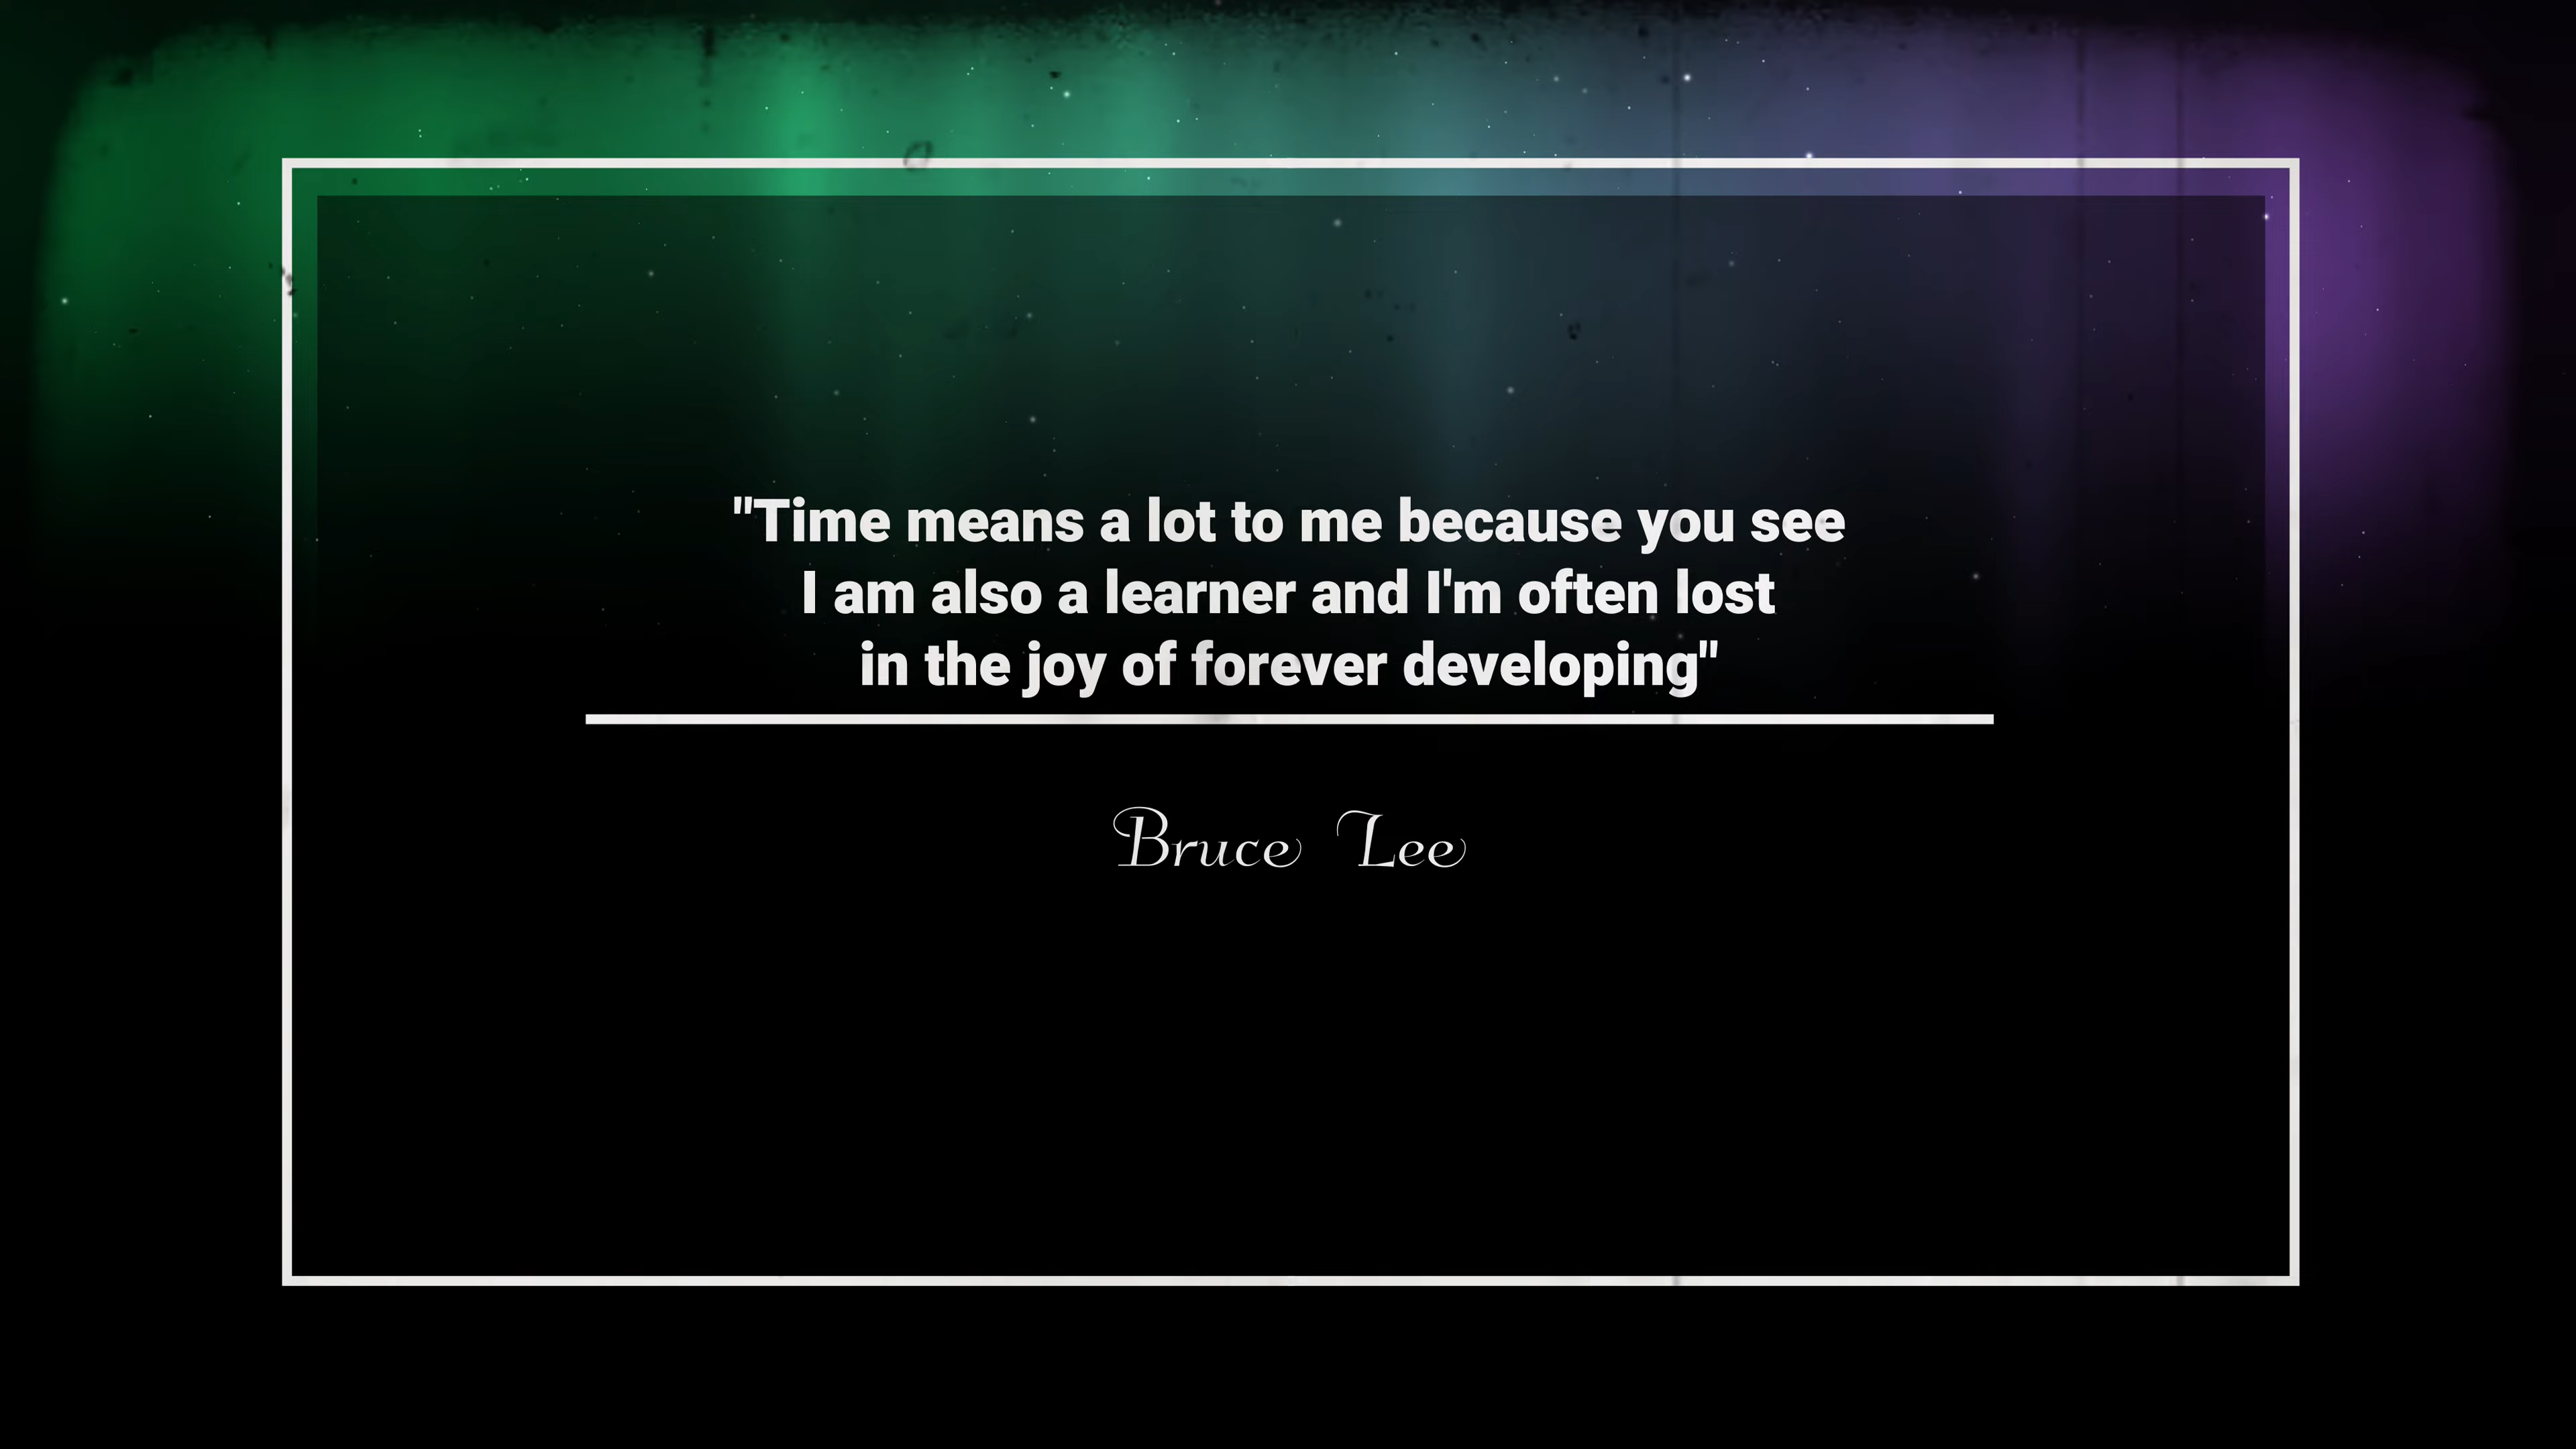 "Time means a lot to me because you see
I am also a learner and I'm often lost
in the joy of forever developing"
Bruce Lee